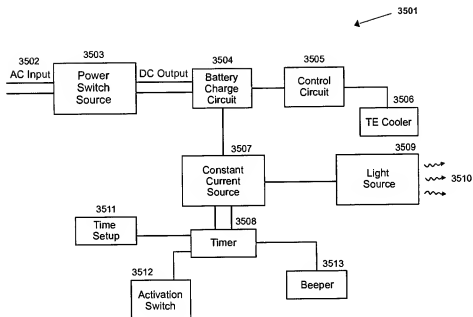 3501
3502
AC Input
3503
Power
Switch
Source
DC Output
3504
Battery
Charge
Circuit
3505
Control
Circuit
3506
TE Cooler
3507
Constant
Current
Source
3509
Light
Source
3510
3511
Time
Setup
3508
Timer
3512
Activation
Switch
3513
Beeper